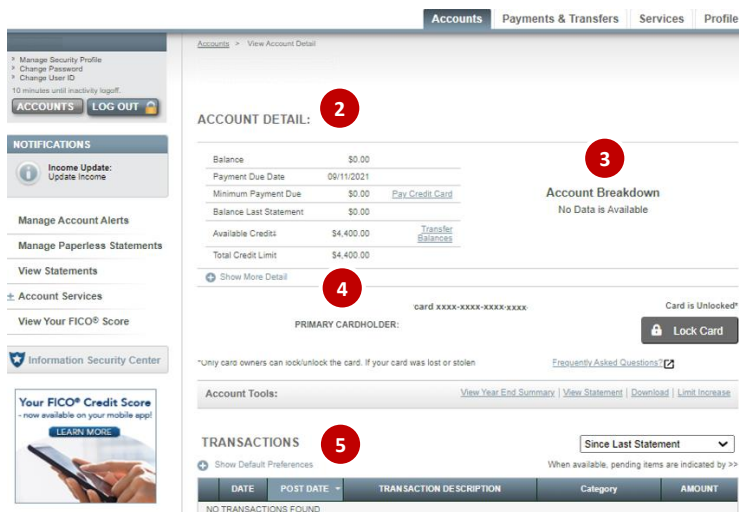 Accounts Payments & Transfers Services Profile
Accounts > View Account Detail
> Manage Security Profile
> Change Password
> Change User ID
10 minutes until inactivity logoff.
ACCOUNTS LOG OUT
NOTIFICATIONS
Income Update:
Update Income
Manage Account Alerts
Manage Paperless Statements
View Statements
± Account Services
View Your FICO® Score
Information Security Center
Your FICO® Credit Score
- now available on your mobile app!
LEARN MORE
ACCOUNT DETAIL:
2
Balance $0.00
Payment Due Date 09/11/2021
Minimum Payment Due $0.00 Pay Credit Card
Balance Last Statement $0.00
Available Credit‡ $4,400.00 Transfer Balances
Total Credit Limit $4,400.00
Show More Detail
3
Account Breakdown
No Data is Available
4
card xxxx-xxxx-xxxx-xxxx
Card is Unlocked*
PRIMARY CARDHOLDER:
Lock Card
*Only card owners can lock/unlock the card. If your card was lost or stolen
Frequently Asked Questions?
Account Tools: View Year End Summary | View Statement | Download | Limit Increase
TRANSACTIONS
5
Since Last Statement
Show Default Preferences
When available, pending items are indicated by >>
DATE POST DATE TRANSACTION DESCRIPTION Category AMOUNT
NO TRANSACTIONS FOUND